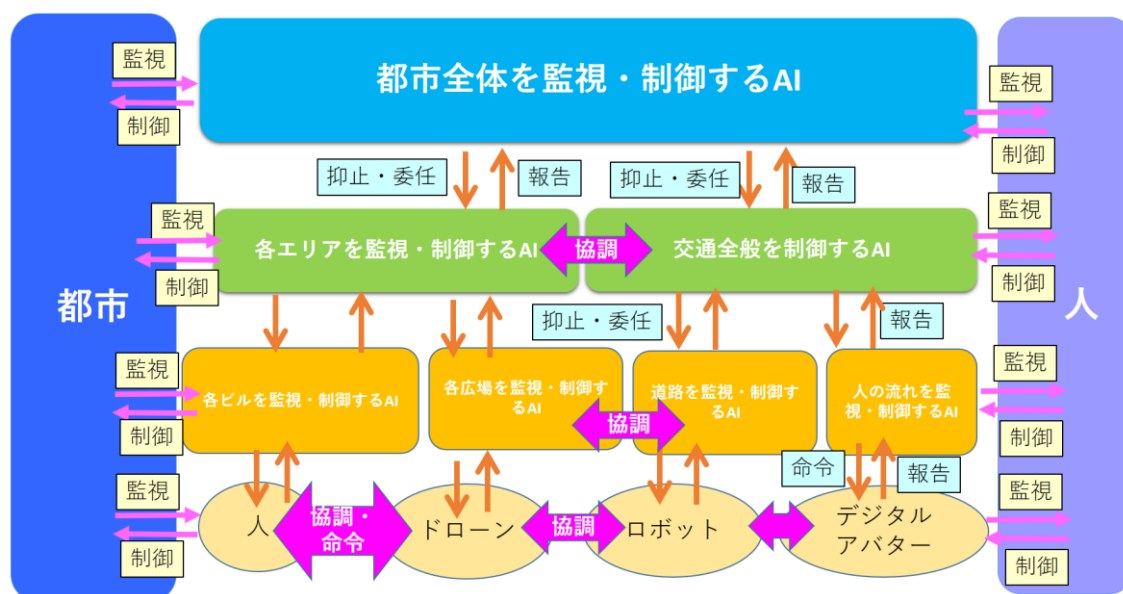 監視
制御
都市全体を監視・制御するAI
監視
制御
抑止・委任
報告
抑止・委任
報告
監視
制御
各エリアを監視・制御するAI
協調
交通全般を制御するAI
監視
制御
都市
人
抑止・委任
報告
監視
制御
各ビルを監視・制御するAI
各広場を監視・制御す
るAI
協調
道路を監視・制御す
るAI
人の流れを監
視・制御するAI
監視
制御
命令
報告
監視
制御
人
協調・
命令
ドローン
協調
ロボット
デジタル
アバター
監視
制御